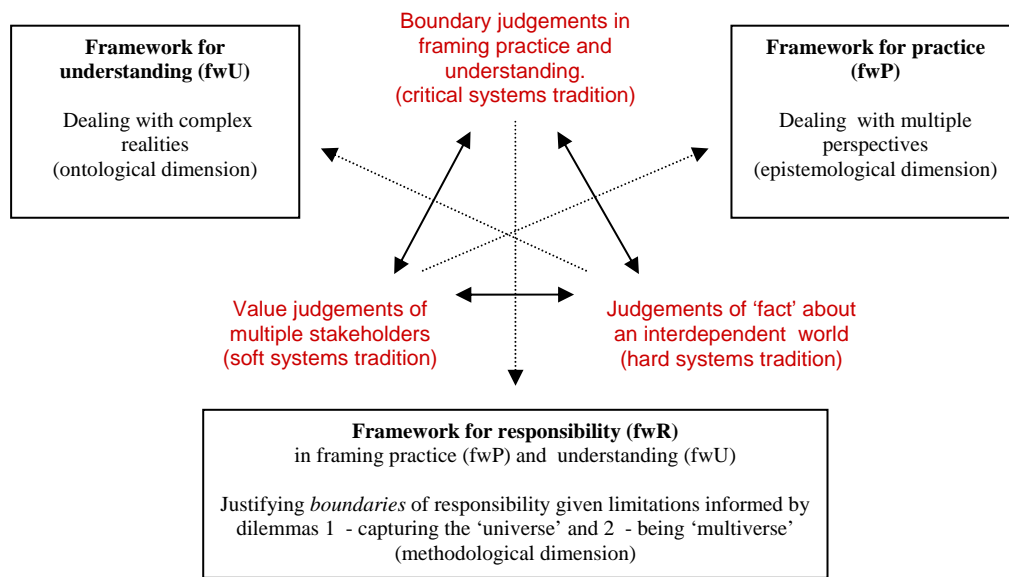 Framework for
understanding (fwU)
Dealing with complex
realities
(ontological dimension)
Boundary judgements in
framing practice and
understanding.
(critical systems tradition)
Framework for practice
(fwP)
Dealing with multiple
perspectives
(epistemological dimension)
Value judgements of
multiple stakeholders
(soft systems tradition)
Judgements of ‘fact’ about
an interdependent world
(hard systems tradition)
Framework for responsibility (fwR)
in framing practice (fwP) and understanding (fwU)
Justifying boundaries of responsibility given limitations informed by
dilemmas 1 - capturing the ‘universe’ and 2 - being ‘multiverse’
(methodological dimension)